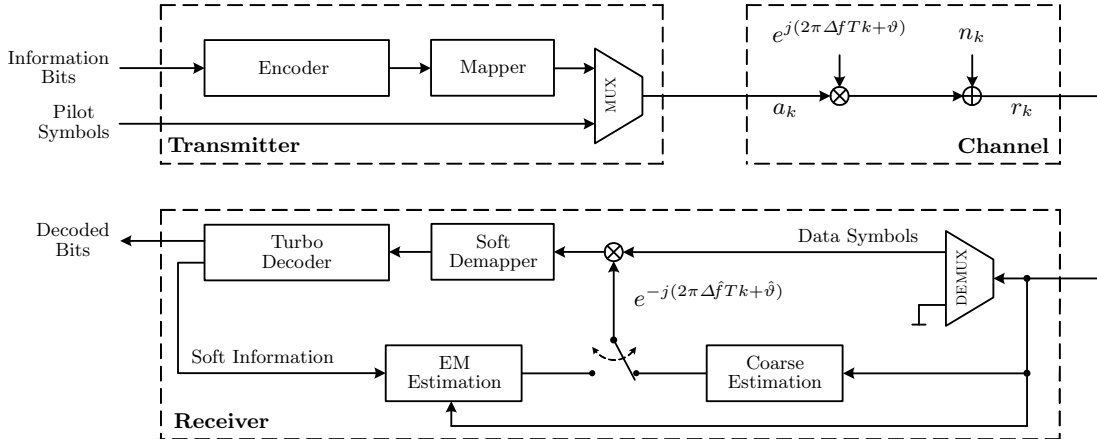 Information
Bits
Encoder
Mapper
MUX
Pilot
Symbols
Transmitter
e^{j(2πΔfTk+ϑ)}
n_k
a_k
r_k
Channel
Decoded
Bits
Turbo
Decoder
Soft
Demapper
Data Symbols
DEMUX
e^{-j(2πΔf̂Tk+ϑ̂)}
Soft Information
EM
Estimation
Coarse
Estimation
Receiver